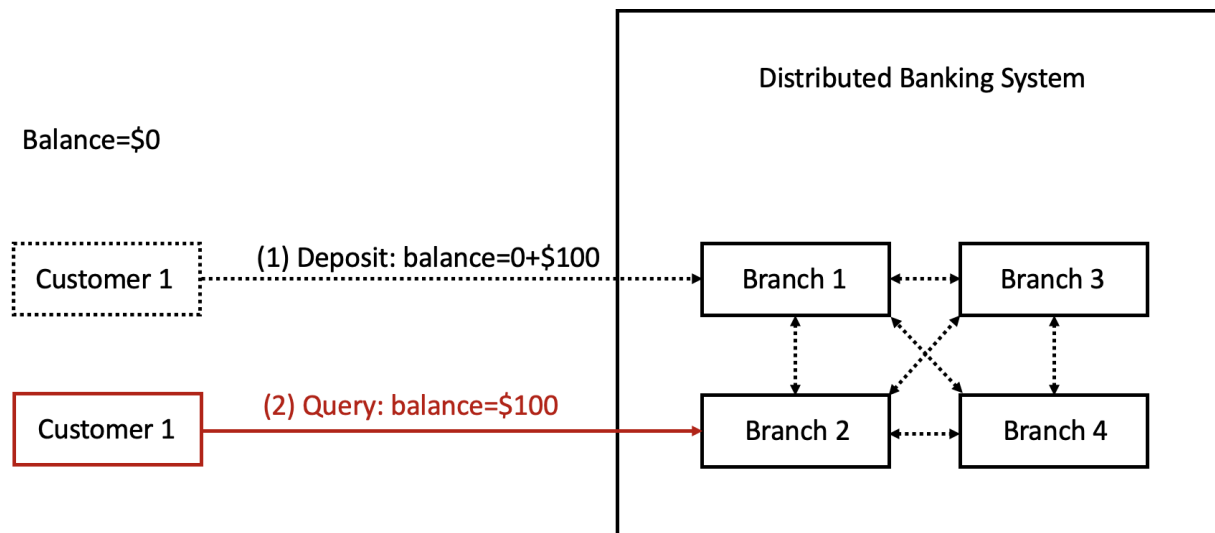 Distributed Banking System
Balance=$0
(1) Deposit: balance=0+$100
Customer 1
Branch 1
Branch 3
(2) Query: balance=$100
Customer 1
Branch 2
Branch 4